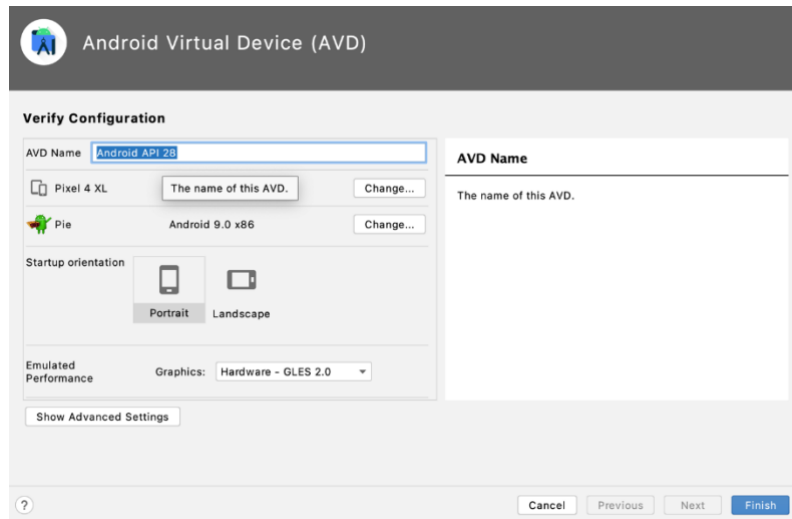 Android Virtual Device (AVD)
Verify Configuration
AVD Name Android API 28
Pixel 4 XL The name of this AVD. Change...
Pie Android 9.0 x86 Change...
Startup orientation
Portrait Landscape
Emulated
Performance
Graphics: Hardware - GLES 2.0
Show Advanced Settings
AVD Name
The name of this AVD.
? Cancel Previous Next Finish